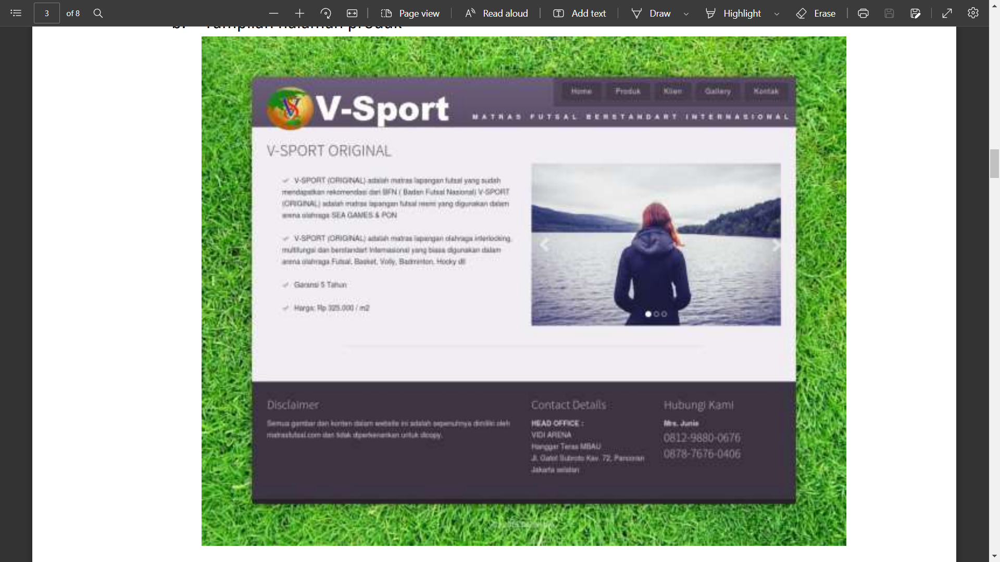 3 of 8 Page view Read aloud Add text Draw Highlight Erase
b. Tampilan halaman produk
Home Produk Klien Gallery Kontak
VS V-Sport
MATRAS FUTSAL BERSTANDART INTERNASIONAL
V-SPORT ORIGINAL
V-SPORT (ORIGINAL) adalah matras lapangan futsal yang sudah
mendapatkan rekomendasi dari BFN ( Badan Futsal Nasional) V-SPORT
(ORIGINAL) adalah matras lapangan futsal resmi yang digunakan dalam
arena olahraga SEA GAMES & PON
V-SPORT (ORIGINAL) adalah matras lapangan olahraga interlocking,
multifungsi dan berstandart Internasional yang biasa digunakan dalam
arena olahraga Futsal, Basket, Volly, Badminton, Hocky dll
Garansi 5 Tahun
Harga: Rp 325.000 / m2
Disclaimer
Semua gambar dan konten dalam website ini adalah sepenuhnya dimiliki oleh
matrasfutsal.com dan tidak diperkenankan untuk dicopy.
Contact Details
HEAD OFFICE :
VIDI ARENA
Hanggar Teras MBAU
Jl. Gatot Subroto Kav. 72, Pancoran
Jakarta selatan
Hubungi Kami
Mrs. Junie
0812-9880-0676
0878-7676-0406